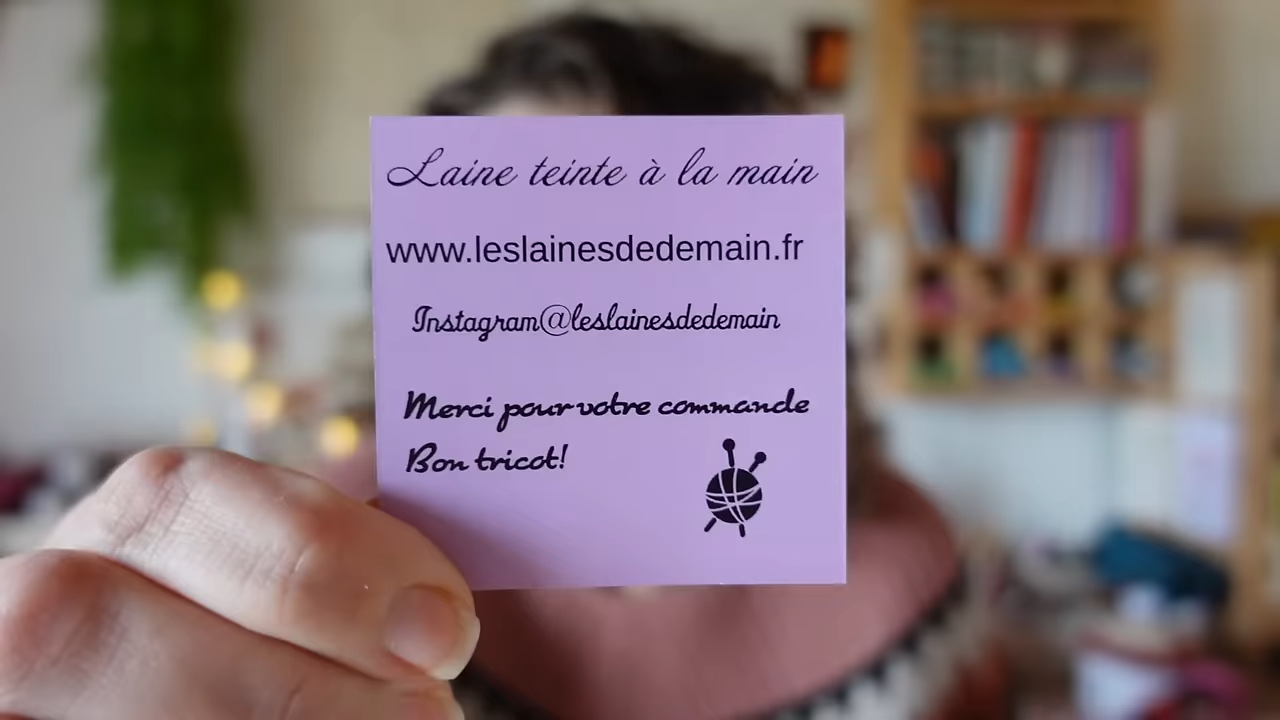 Laine teinte à la main
www.leslainesdedemain.fr
Instagram@leslainesdedemain
Merci pour votre commande
Bon tricot!